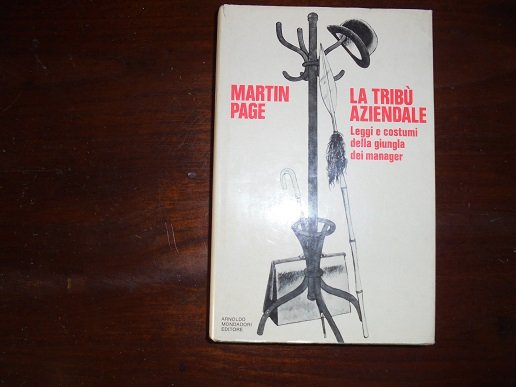 MARTIN
PAGE
LA TRIBÙ
AZIENDALE
Leggi e costumi
della giungla
dei manager
ARNOLDO
MONDADORI
EDITORE